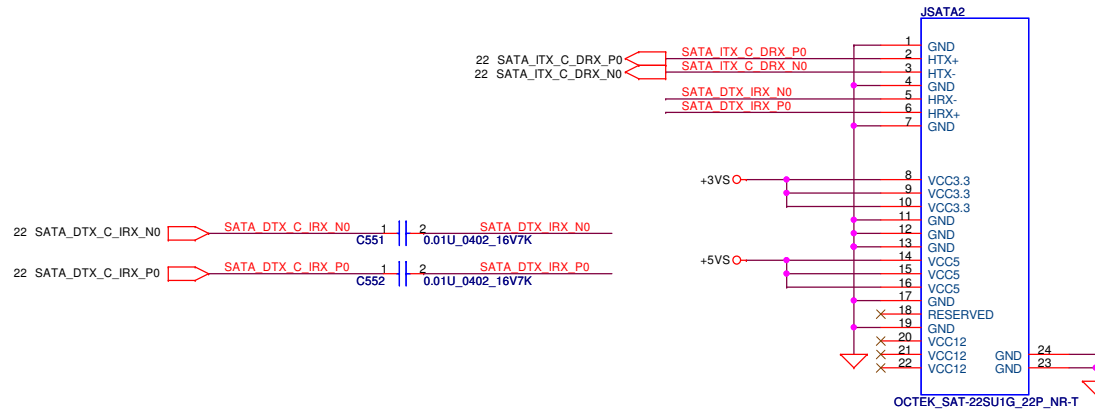 JSATA2
1 GND
22 SATA_ITX_C_DRX_P0 SATA_ITX_C_DRX_P0 2 HTX+
22 SATA_ITX_C_DRX_N0 SATA_ITX_C_DRX_N0 3 HTX-
4 GND
SATA_DTX_IRX_N0 5 HRX-
SATA_DTX_IRX_P0 6 HRX+
7 GND
+3VS 8 VCC3.3
9 VCC3.3
10 VCC3.3
11 GND
22 SATA_DTX_C_IRX_N0 SATA_DTX_C_IRX_N0 1 2 SATA_DTX_IRX_N0
12 GND
C551 0.01U_0402_16V7K
13 GND
+5VS 14 VCC5
22 SATA_DTX_C_IRX_P0 SATA_DTX_C_IRX_P0 1 2 SATA_DTX_IRX_P0
15 VCC5
C552 0.01U_0402_16V7K
16 VCC5
17 GND
18 RESERVED
19 GND
20 VCC12
21 VCC12 GND 24
22 VCC12 GND 23
OCTEK_SAT-22SU1G_22P_NR-T